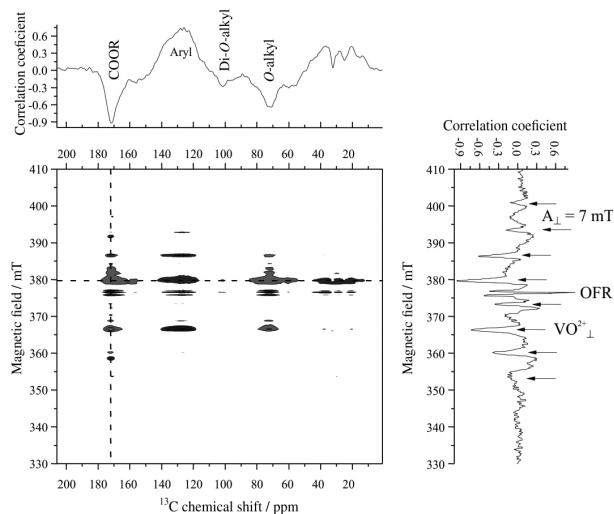 Correlation coeficient
0.6
0.3
0.0
-0.3
-0.6
-0.9
COOR
Aryl
Di-O-alkyl
O-alkyl
200 180 160 140 120 100 80 60 40 20
Correlation coeficient
-0.9 -0.6 -0.3 0.0 0.3 0.6
Magnetic field / mT
410
400
390
380
370
360
350
340
330
200 180 160 140 120 100 80 60 40 20
13C chemical shift / ppm
Magnetic field / mT
410
400
390
380
370
360
350
340
330
A⊥ = 7 mT
OFR
VO2+⊥